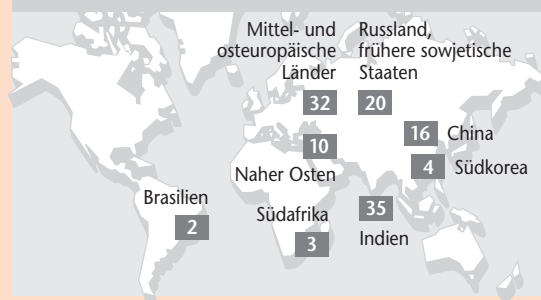 Mittel- und
osteuropäische
Länder
32
Russland,
frühere sowjetische
Staaten
20
10
Naher Osten
16 China
4 Südkorea
Brasilien
2
Südafrika
3
35
Indien